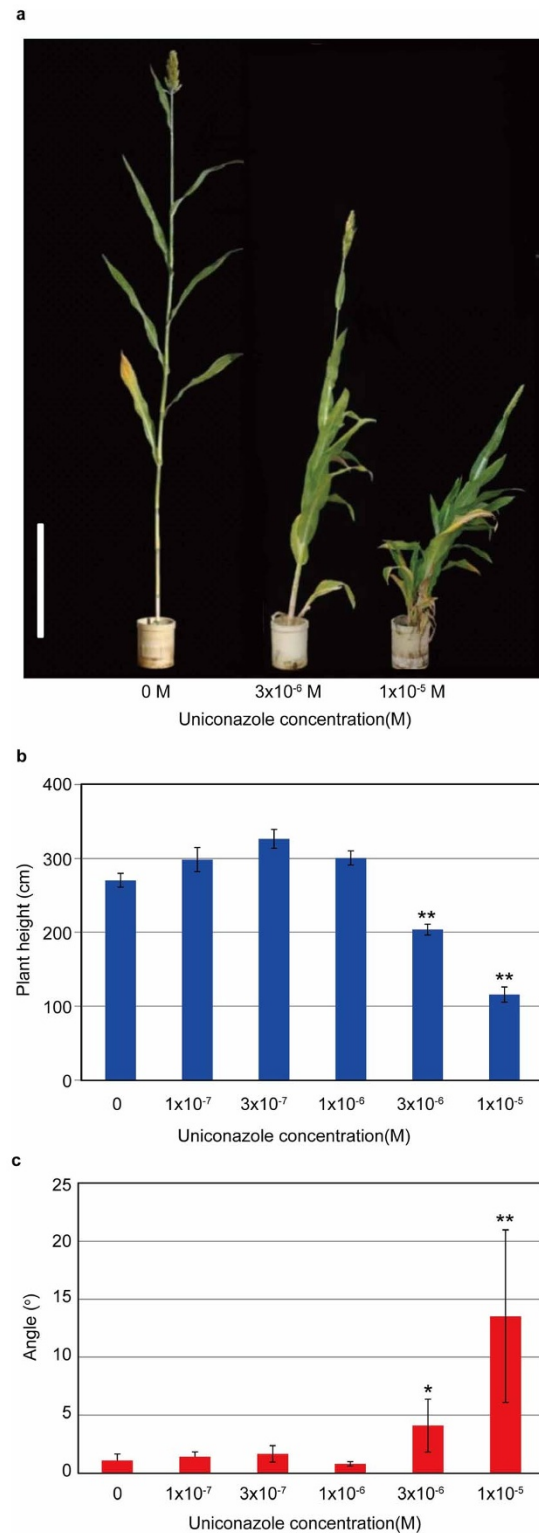 a
0 M 3x10⁻⁶ M 1x10⁻⁵ M
Uniconazole concentration(M)
b
400
300
200
100
0
Plant height (cm)
**
**
0 1x10⁻⁷ 3x10⁻⁷ 1x10⁻⁶ 3x10⁻⁶ 1x10⁻⁵
Uniconazole concentration(M)
c
25
20
15
10
5
0
Angle (°)
*
**
0 1x10⁻⁷ 3x10⁻⁷ 1x10⁻⁶ 3x10⁻⁶ 1x10⁻⁵
Uniconazole concentration(M)